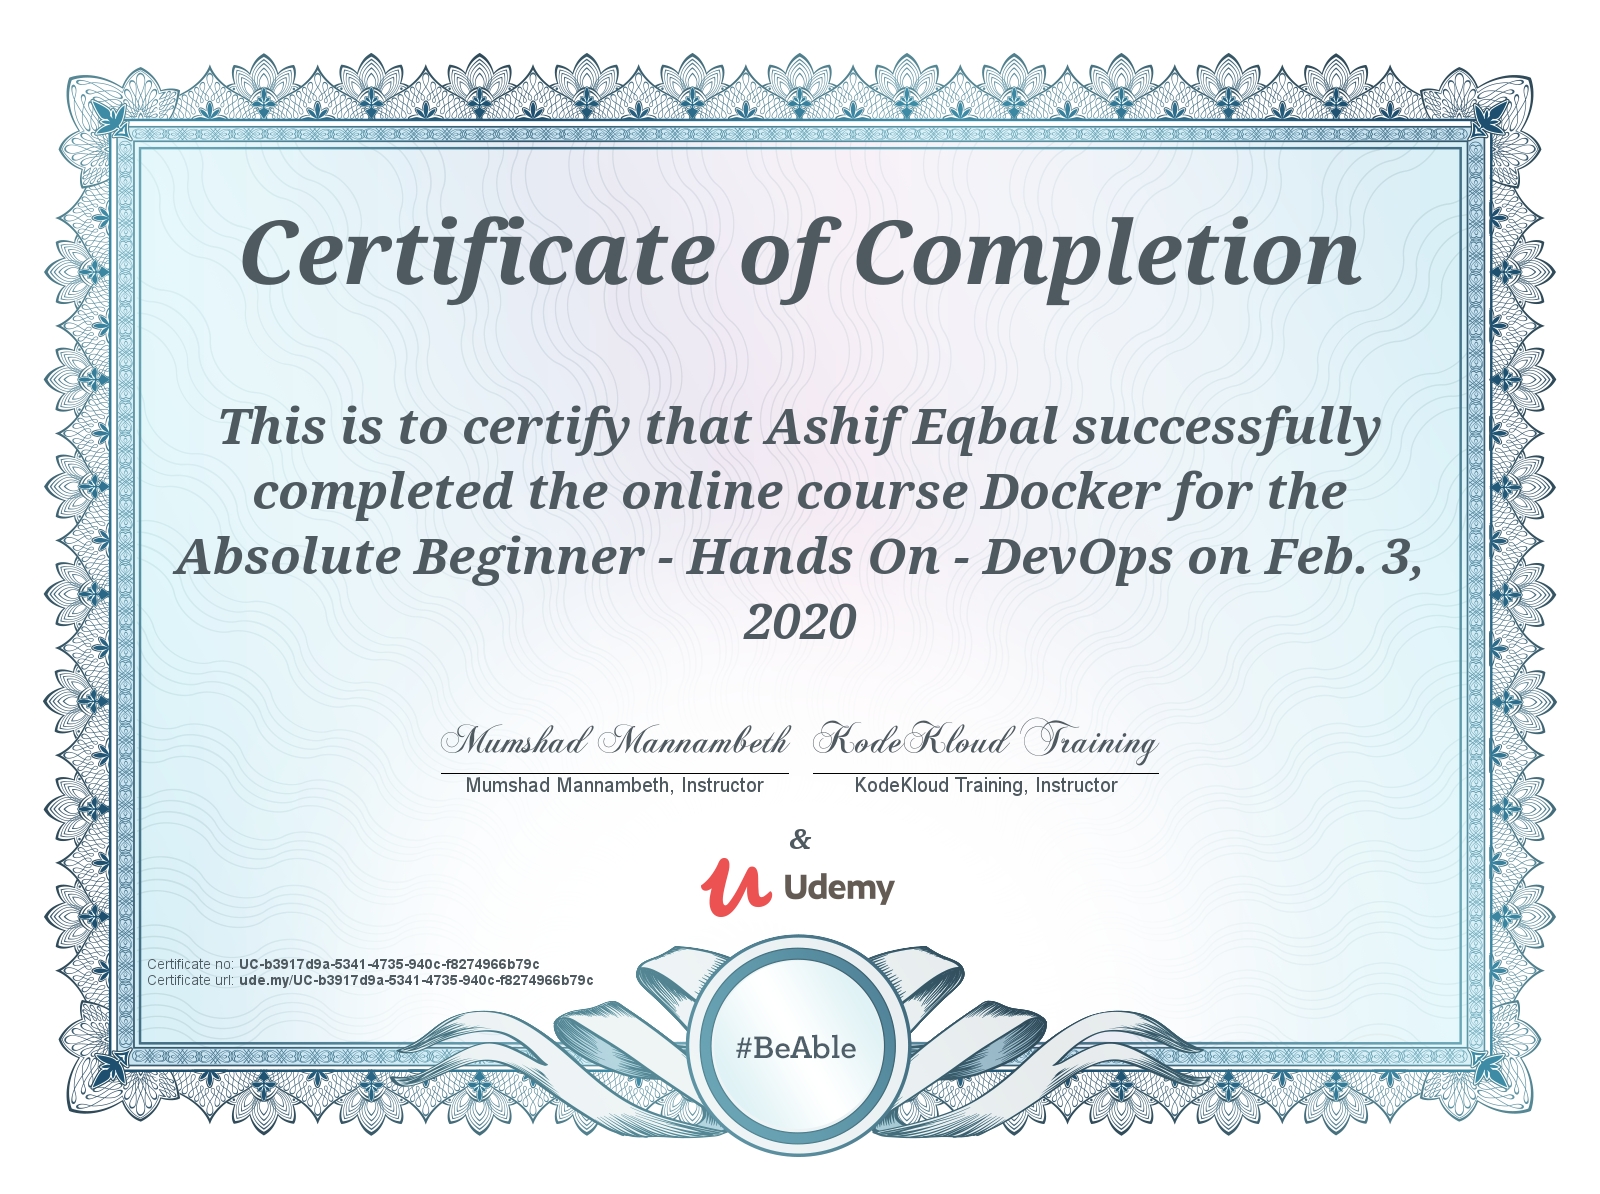 Certificate of Completion
This is to certify that Ashif Eqbal successfully
completed the online course Docker for the
Absolute Beginner - Hands On - DevOps on Feb. 3,
2020
Mumshad Mannambeth KodeKloud Training
Mumshad Mannambeth, Instructor KodeKloud Training, Instructor
&
Udemy
Certificate no: UC-b3917d9a-5341-4735-940c-f8274966b79c
Certificate url: ude.my/UC-b3917d9a-5341-4735-940c-f8274966b79c
#BeAble